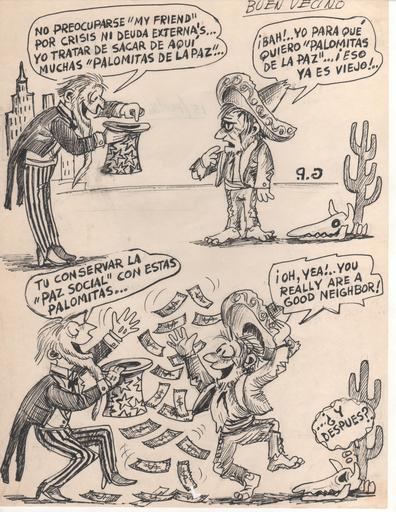 BUEN VECINO
NO PREOCUPARSE "MY FRIEND"
POR CRISIS NI DEUDA EXTERNA'S...
YO TRATAR DE SACAR DE AQUÍ
MUCHAS "PALOMITAS DE LA PAZ"...
¡BAH!.. YO PARA QUÉ
QUIERO "PALOMITAS
DE LA PAZ"... ¡ESO
YA ES VIEJO!..
G.P
TU CONSERVAR LA
"PAZ SOCIAL" CON ESTAS
PALOMITAS...
¡OH, YEA!.. YOU
REALLY ARE A
GOOD NEIGHBOR!
...¿Y
DESPUES?